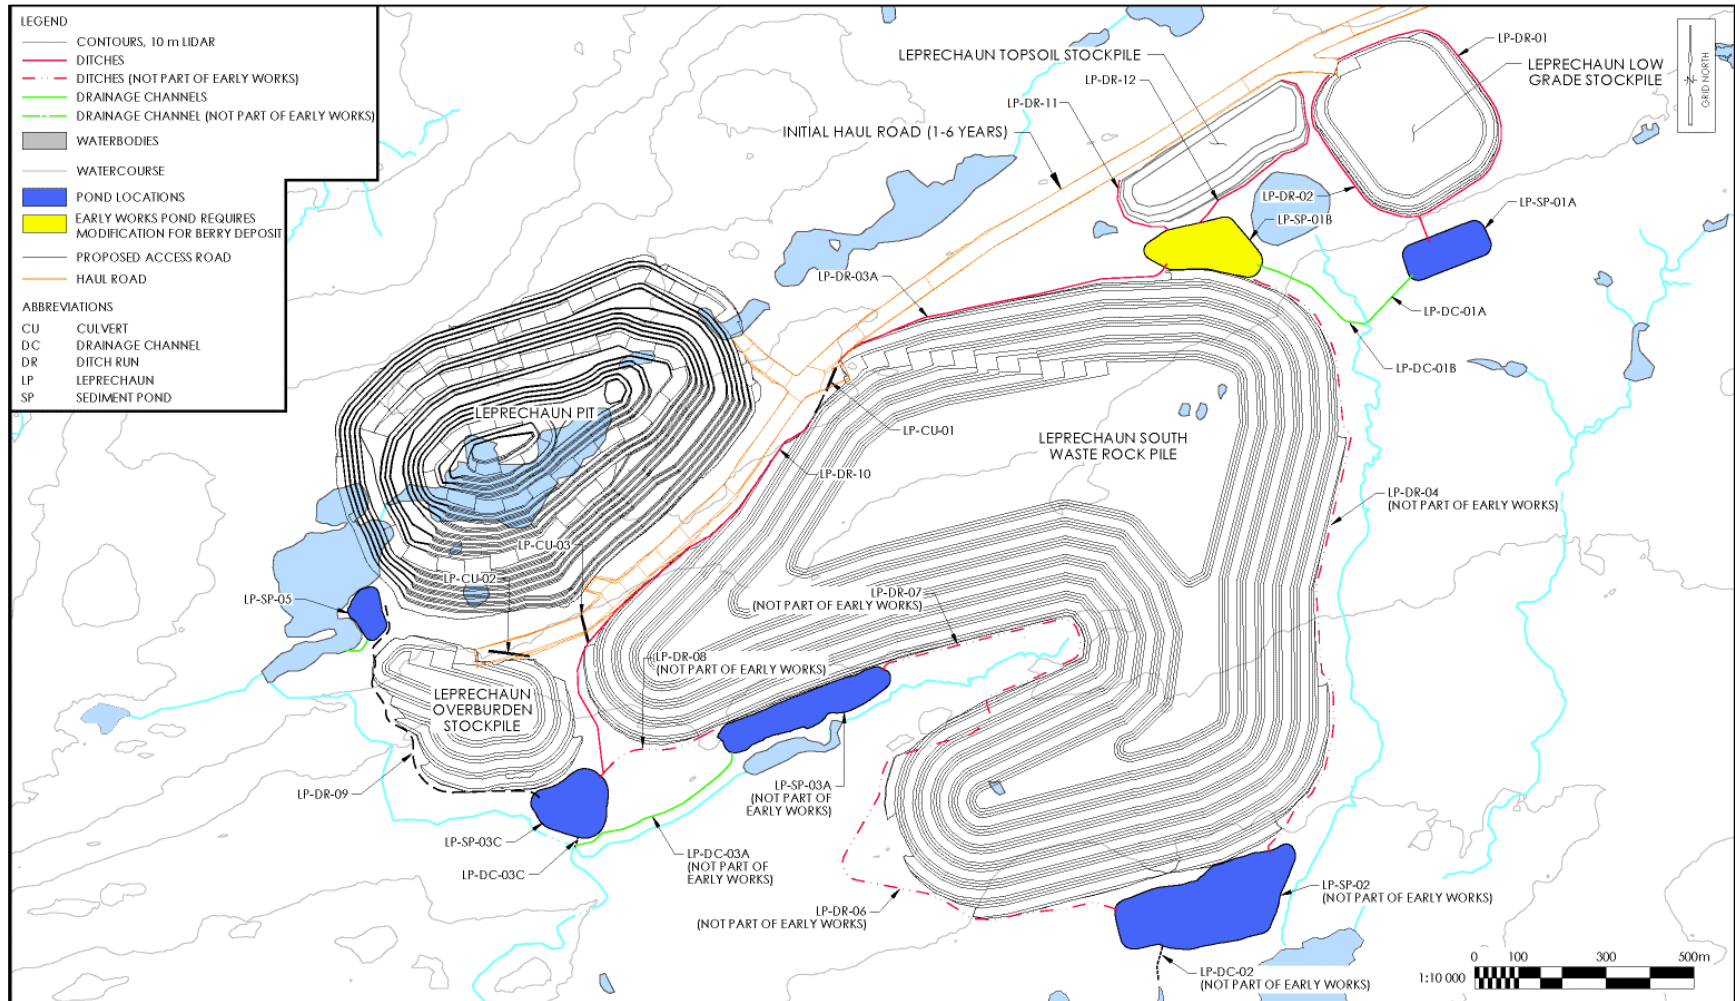 LEGEND
CONTOURS, 10 m LIDAR
DITCHES
DITCHES (NOT PART OF EARLY WORKS)
DRAINAGE CHANNELS
DRAINAGE CHANNEL (NOT PART OF EARLY WORKS)
WATERBODIES
WATERCOURSE
POND LOCATIONS
EARLY WORKS POND REQUIRES
MODIFICATION FOR BERRY DEPOSIT
PROPOSED ACCESS ROAD
HAUL ROAD
ABBREVIATIONS
CU CULVERT
DC DRAINAGE CHANNEL
DR DITCH RUN
LP LEPRECHAUN
SP SEDIMENT POND
LP-DR-01
LEPRECHAUN LOW
GRADE STOCKPILE
GRID NORTH
LEPRECHAUN TOPSOIL STOCKPILE
LP-DR-12
LP-DR-11
INITIAL HAUL ROAD (1-6 YEARS)
LP-DR-02
LP-SP-01B
LP-SP-01A
LP-DR-03A
LP-DC-01A
LP-DC-01B
LEPRECHAUN PIT
LP-CU-01
LEPRECHAUN SOUTH
WASTE ROCK PILE
LP-DR-10
LP-DR-04
(NOT PART OF EARLY WORKS)
LP-CU-03
LP-CU-02
LP-SP-05
LP-DR-07
(NOT PART OF EARLY WORKS)
LP-DR-08
(NOT PART OF EARLY WORKS)
LEPRECHAUN
OVERBURDEN
STOCKPILE
LP-DR-09
LP-SP-03A
(NOT PART OF
EARLY WORKS)
LP-SP-03C
LP-DC-03C
LP-DC-03A
(NOT PART OF
EARLY WORKS)
LP-DR-06
(NOT PART OF EARLY WORKS)
LP-SP-02
(NOT PART OF EARLY WORKS)
LP-DC-02
(NOT PART OF EARLY WORKS)
0 100 300 500m
1:10 000